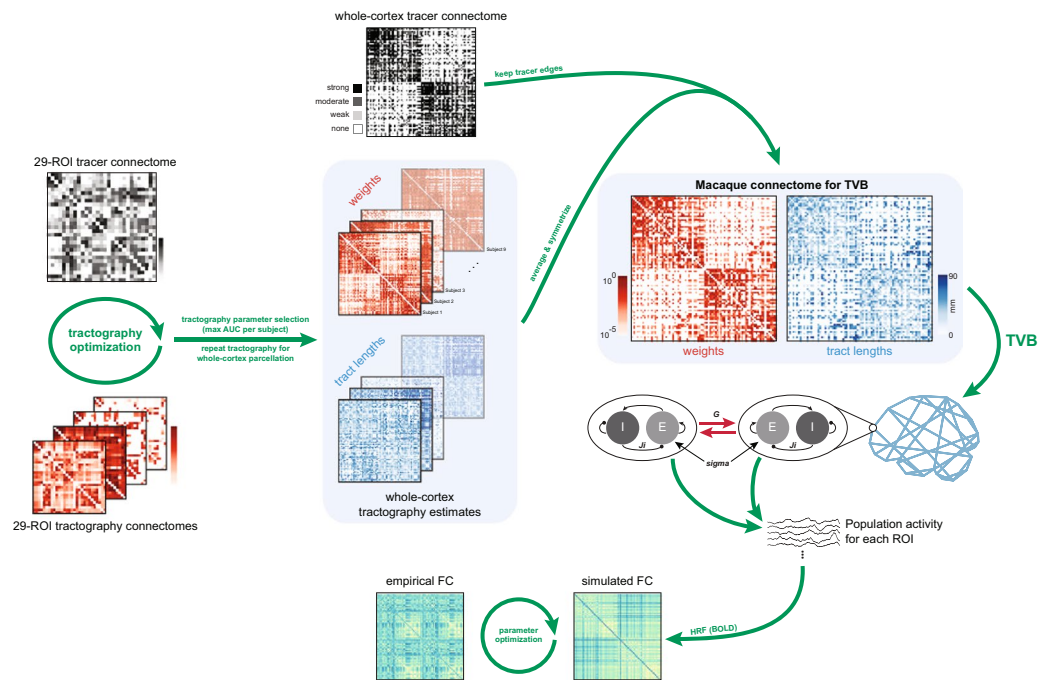 whole-cortex tracer connectome
strong
moderate
weak
none
keep tracer edges
29-ROI tracer connectome
tractography
optimization
tractography parameter selection
(max AUC per subject)
repeat tractography for
whole-cortex parcellation
29-ROI tractography connectomes
weights
Subject 9
Subject 3
Subject 2
Subject 1
tract lengths
whole-cortex
tractography estimates
average & symmetrize
Macaque connectome for TVB
10 0
10 -5
weights
90
mm
0
tract lengths
TVB
I
E
Ji
G
sigma
E
I
Ji
Population activity
for each ROI
HRF (BOLD)
empirical FC
parameter
optimization
simulated FC